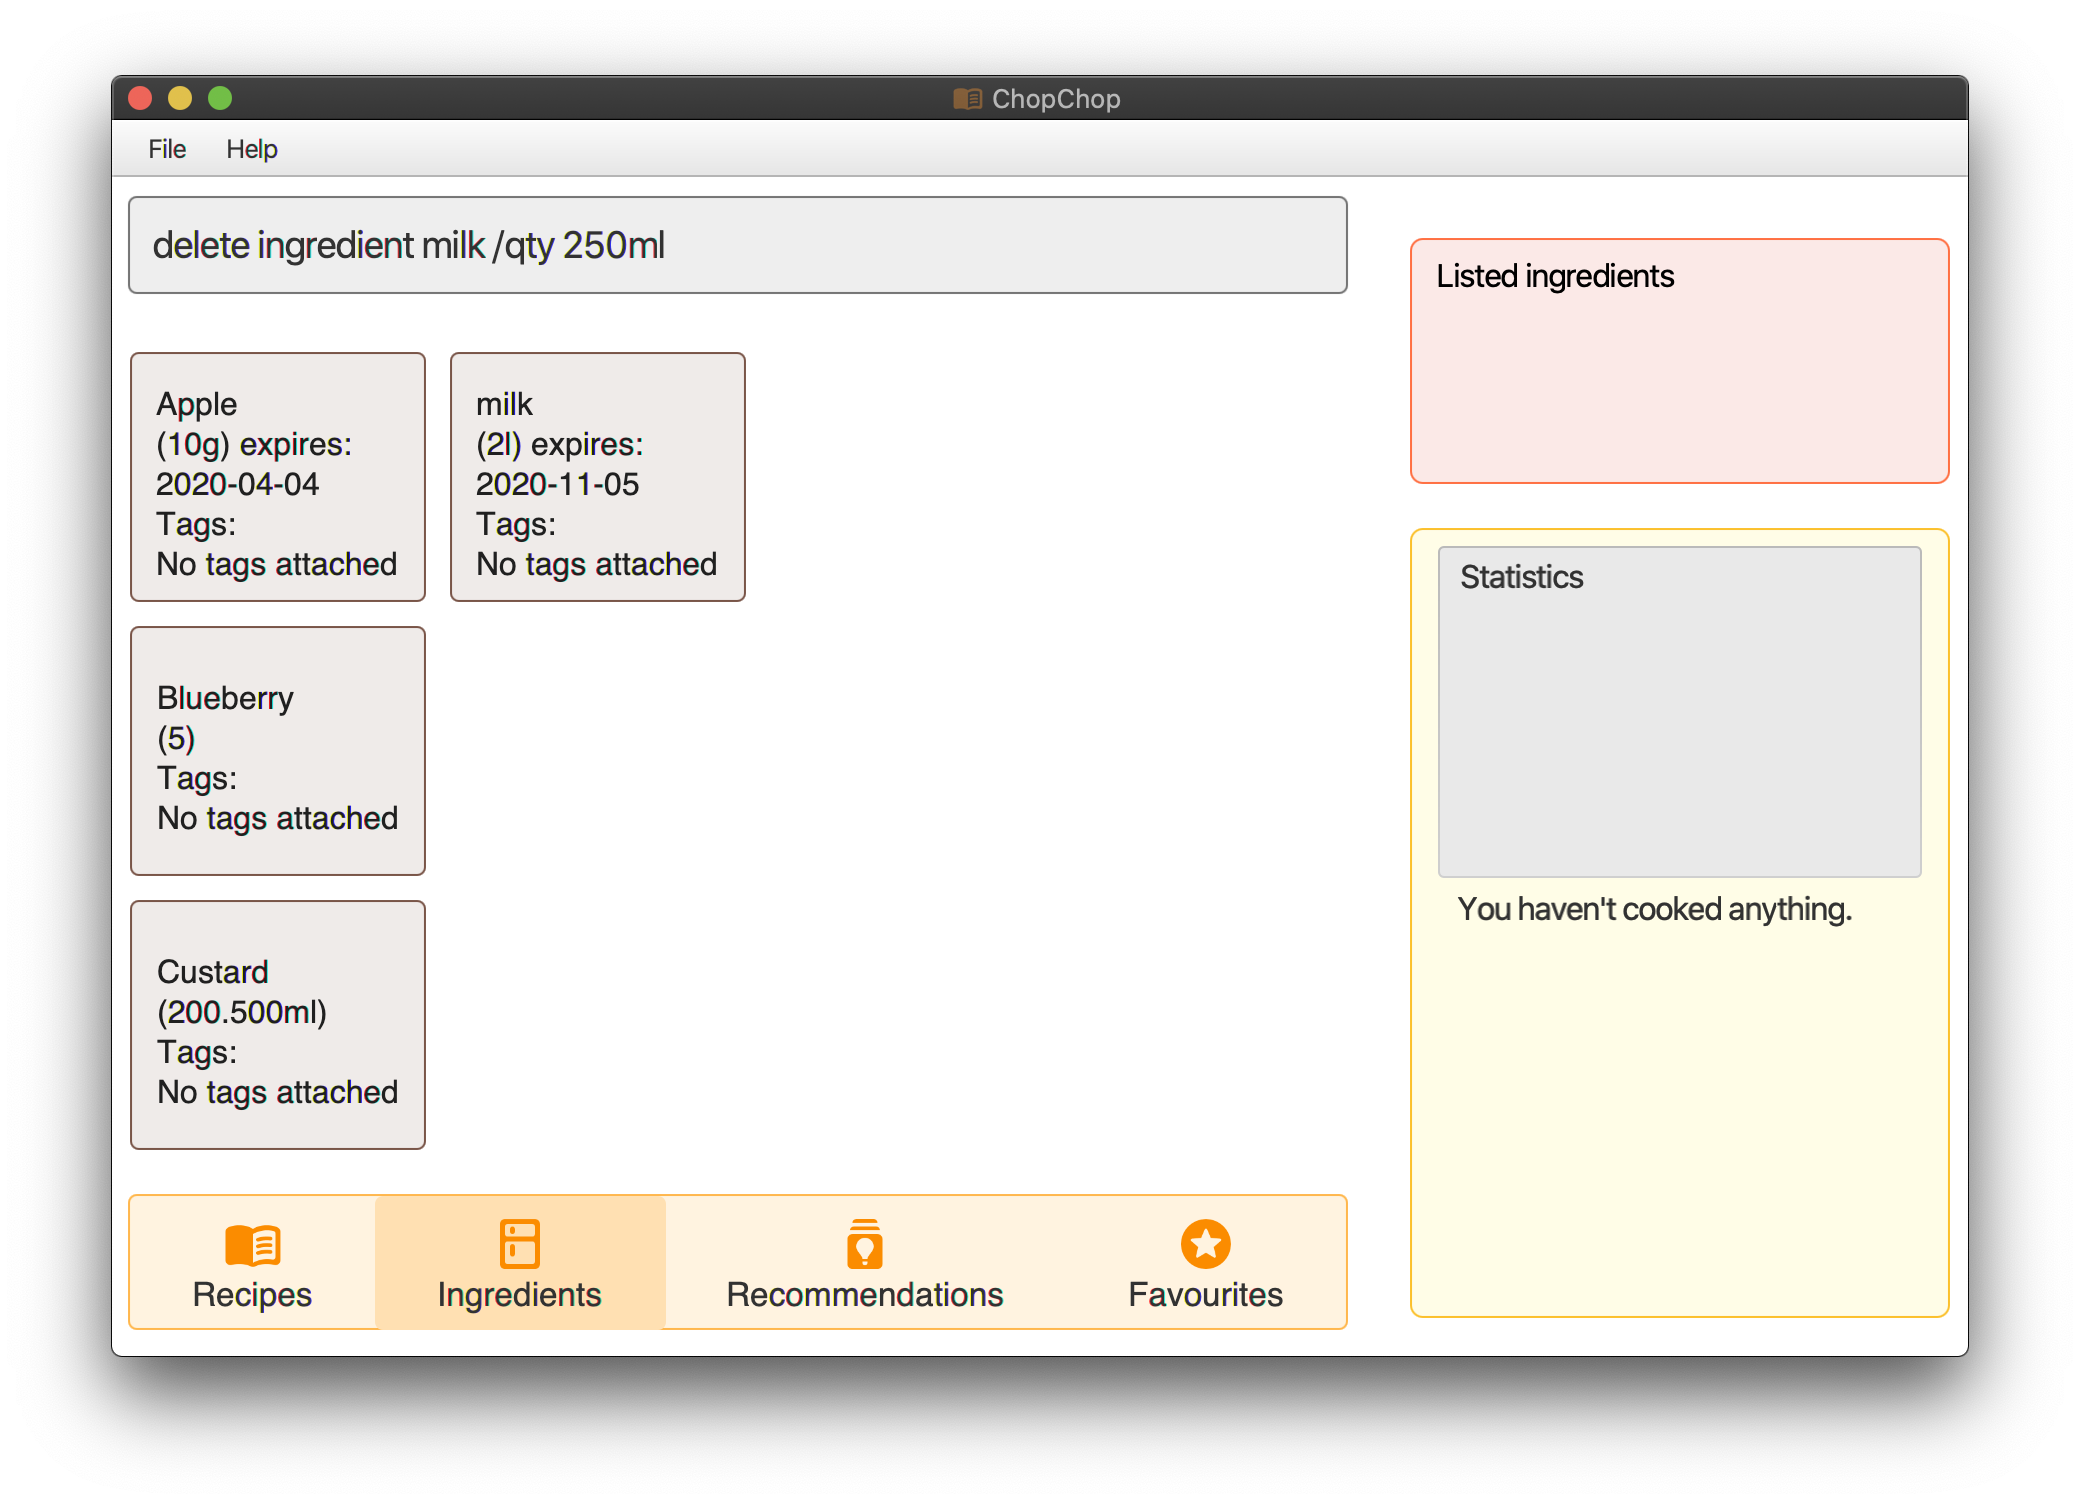 ChopChop
File Help
delete ingredient milk /qty 250ml
Listed ingredients
Apple
(10g) expires:
2020-04-04
Tags:
No tags attached
milk
(2l) expires:
2020-11-05
Tags:
No tags attached
Blueberry
(5)
Tags:
No tags attached
Custard
(200.500ml)
Tags:
No tags attached
Statistics
You haven't cooked anything.
Recipes
Ingredients
Recommendations
Favourites